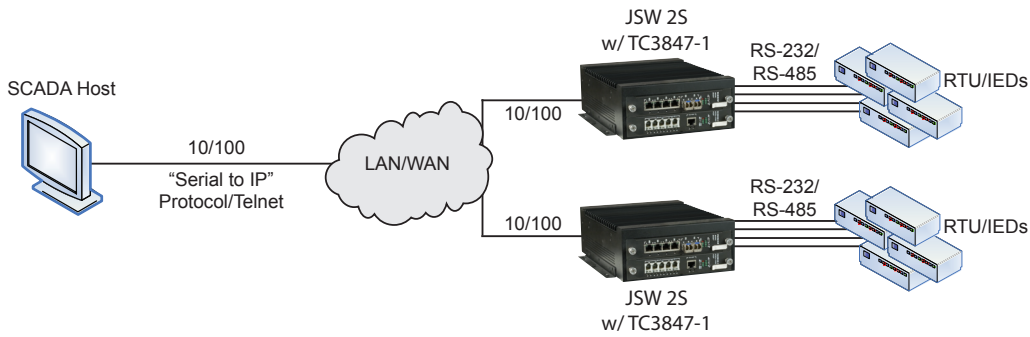 JSW 2S
w/ TC3847-1
RS-232/
RS-485
RTU/IEDs
SCADA Host
10/100
10/100
“Serial to IP”
Protocol/Telnet
LAN/WAN
10/100
RS-232/
RS-485
RTU/IEDs
JSW 2S
w/ TC3847-1